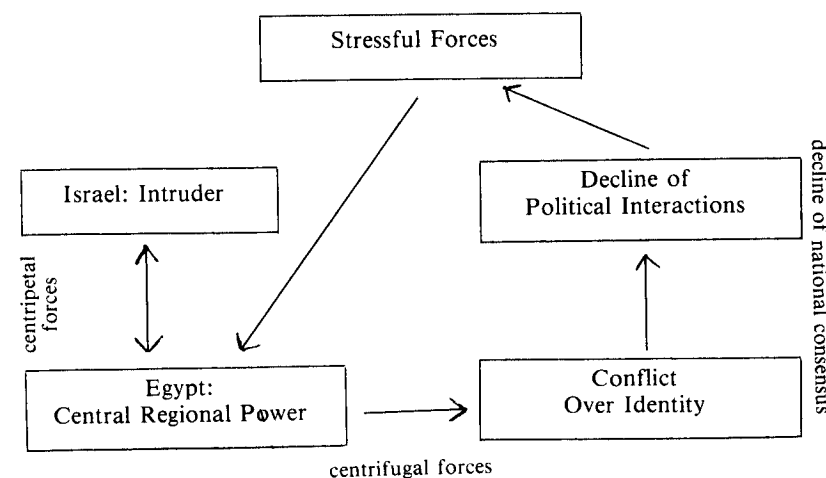 Stressful Forces
Israel: Intruder
Decline of
Political Interactions
decline of national consensus
centripetal
forces
Egypt:
Central Regional Power
Conflict
Over Identity
centrifugal forces